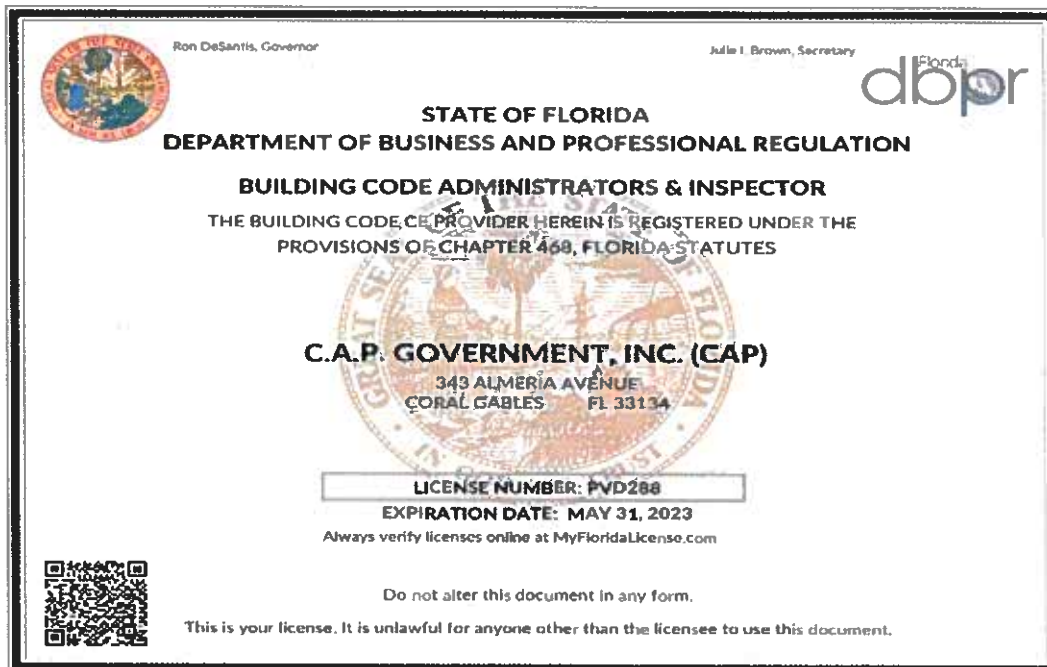 Ron DeSantis, Governor
Julie I. Brown, Secretary
Florida
dbpr
STATE OF FLORIDA
DEPARTMENT OF BUSINESS AND PROFESSIONAL REGULATION
BUILDING CODE ADMINISTRATORS & INSPECTOR
THE BUILDING CODE CE PROVIDER HEREIN IS REGISTERED UNDER THE
PROVISIONS OF CHAPTER 468, FLORIDA STATUTES
C.A.P. GOVERNMENT, INC. (CAP)
343 ALMERIA AVENUE
CORAL GABLES FL 33134
LICENSE NUMBER: PVD288
EXPIRATION DATE: MAY 31, 2023
Always verify licenses online at MyFloridaLicense.com
Do not alter this document in any form.
This is your license. It is unlawful for anyone other than the licensee to use this document.